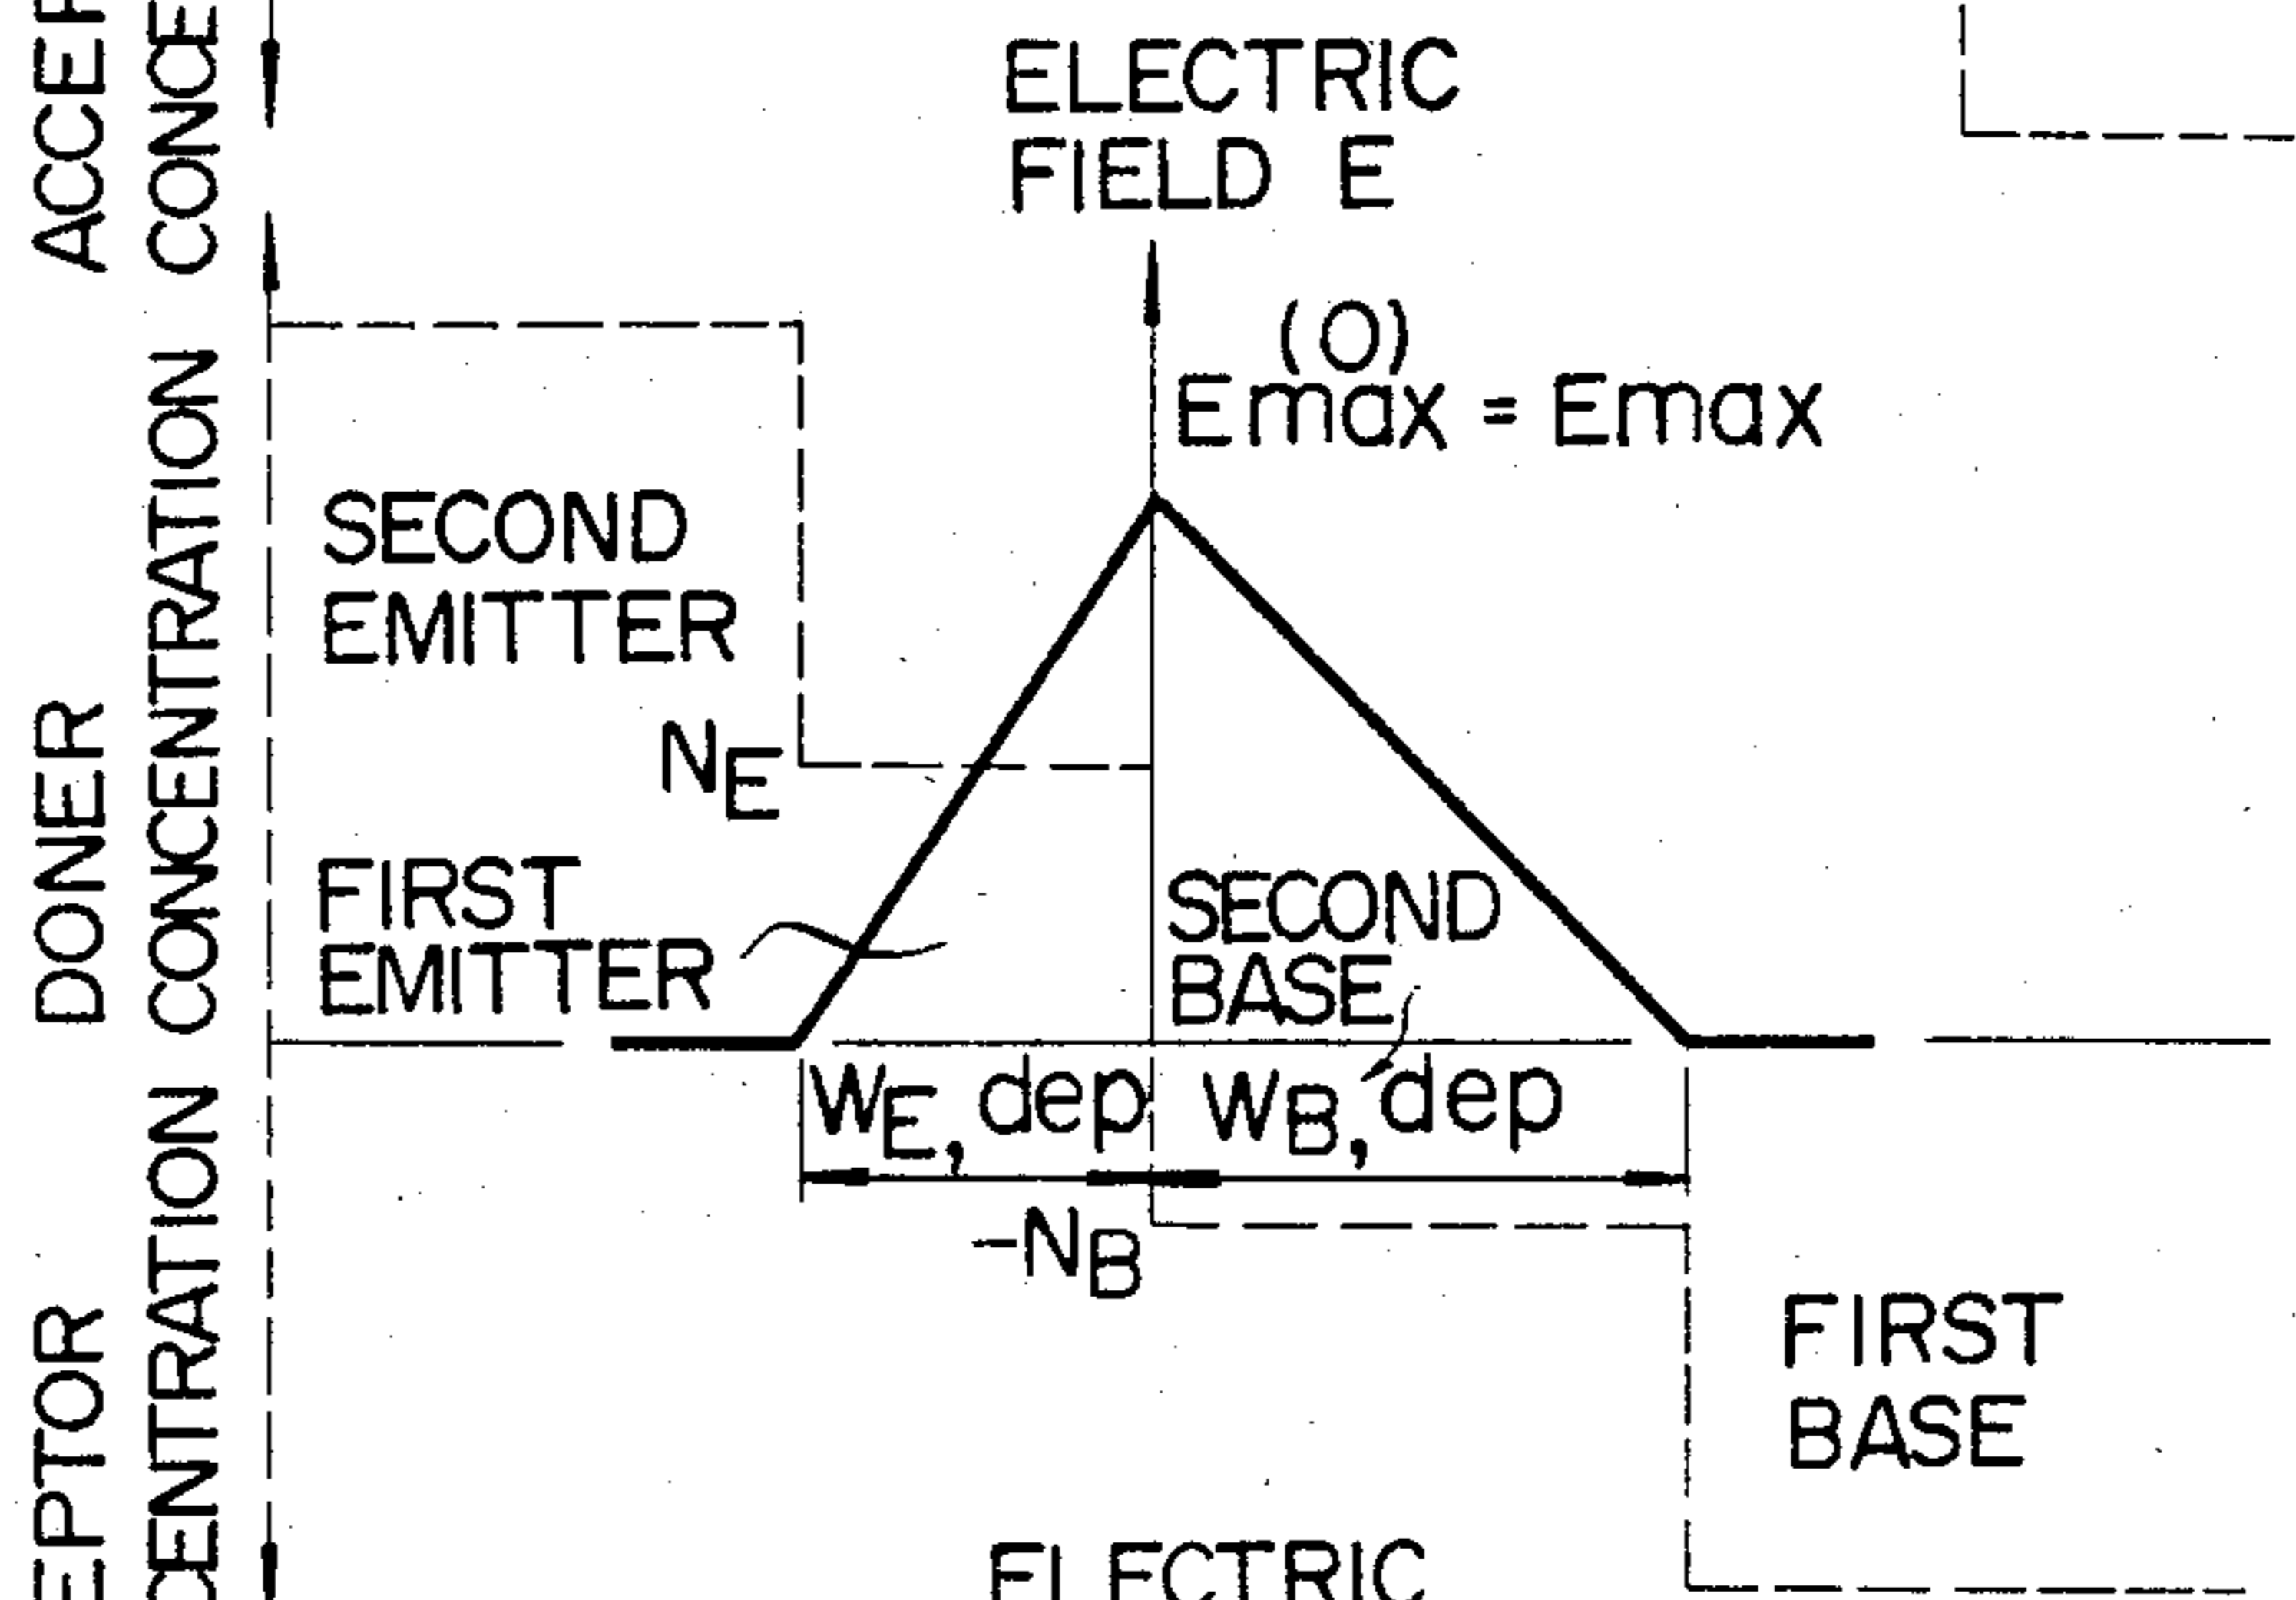 ELECTRIC
FIELD E
(O)
Emax = Emax
SECOND
EMITTER
NE
FIRST
EMITTER
SECOND
BASE
WE, dep WB, dep
-NB
FIRST
BASE
DONER
CONCENTRATION